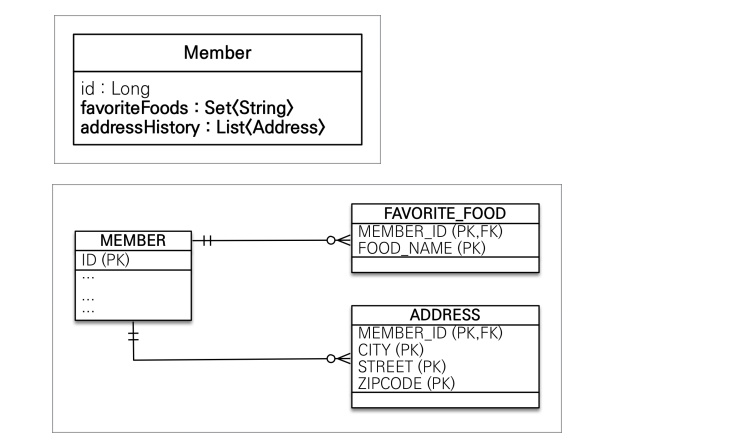 Member
id : Long
favoriteFoods : Set<String>
addressHistory : List<Address>
MEMBER
ID (PK)
...
...
...
FAVORITE_FOOD
MEMBER_ID (PK,FK)
FOOD_NAME (PK)
ADDRESS
MEMBER_ID (PK,FK)
CITY (PK)
STREET (PK)
ZIPCODE (PK)